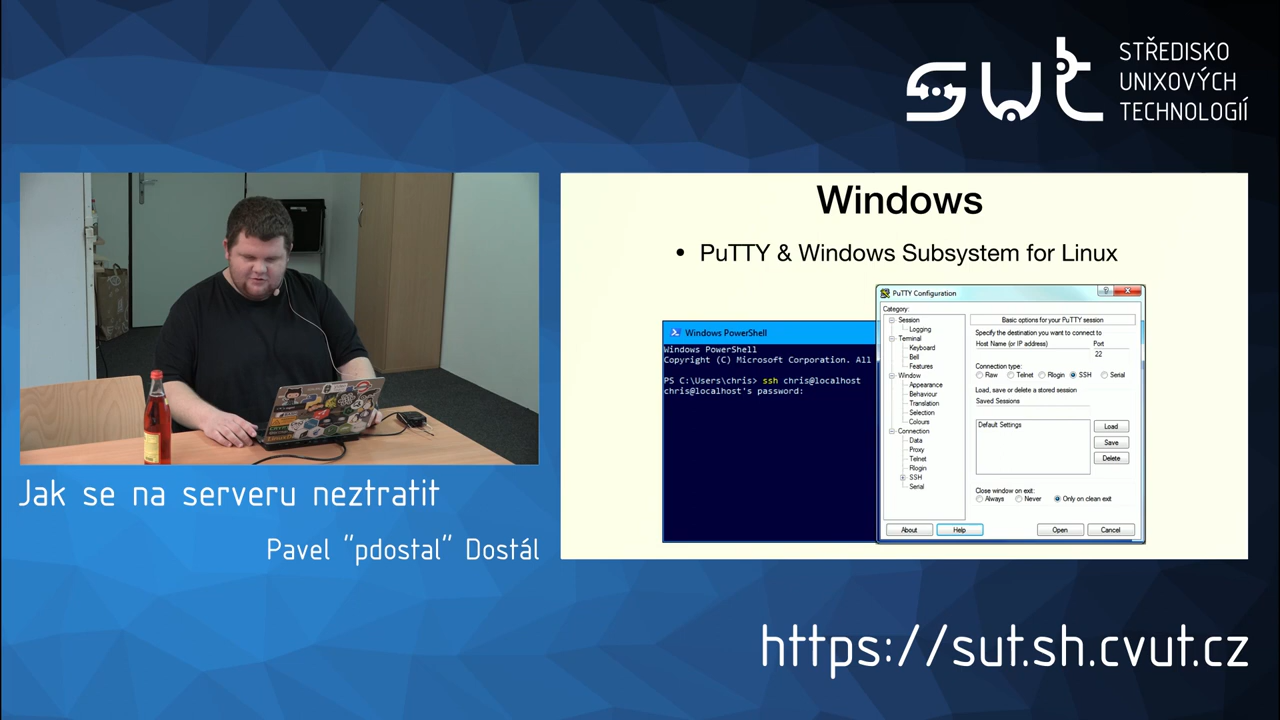 sut
STŘEDISKO
UNIXOVÝCH
TECHNOLOGIÍ
Windows
• PuTTY & Windows Subsystem for Linux
Windows PowerShell
Windows PowerShell
Copyright (C) Microsoft Corporation. All
PS C:\Users\chris> ssh chris@localhost
chris@localhost's password:
PuTTY Configuration
Category:
Session
Logging
Terminal
Keyboard
Bell
Features
Window
Appearance
Behaviour
Translation
Selection
Colours
Connection
Data
Proxy
Telnet
Rlogin
SSH
Serial
Basic options for your PuTTY session
Specify the destination you want to connect to
Host Name (or IP address) Port
22
Connection type:
Raw Telnet Rlogin SSH Serial
Load, save or delete a stored session
Saved Sessions
Default Settings
Load
Save
Delete
Close window on exit:
Always Never Only on clean exit
About Help Open Cancel
Jak se na serveru neztratit
Pavel "pdostal" Dostál
https://sut.sh.cvut.cz